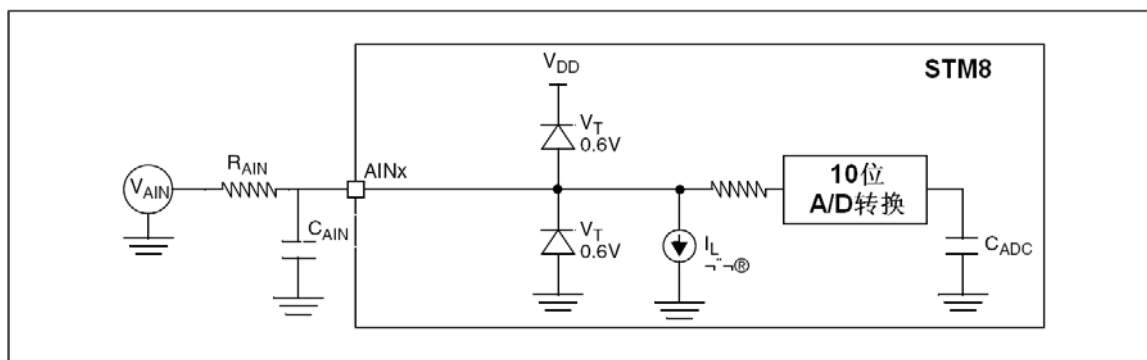 STM8
VDD
VT
0.6V
RAIN
AINx
VAIN
10位
A/D转换
CAIN
VT
0.6V
IL
¬¨¬®
CADC